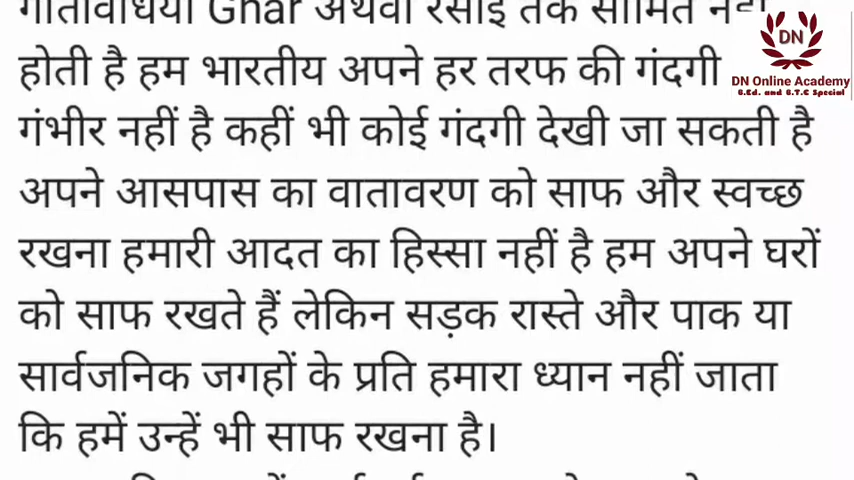 गतिविधियां Ghar अथवा रसोई तक सीमित नहीं
होती है हम भारतीय अपने हर तरफ की गंदगी
गंभीर नहीं है कहीं भी कोई गंदगी देखी जा सकती है
अपने आसपास का वातावरण को साफ और स्वच्छ
रखना हमारी आदत का हिस्सा नहीं है हम अपने घरों
को साफ रखते हैं लेकिन सड़क रास्ते और पाक या
सार्वजनिक जगहों के प्रति हमारा ध्यान नहीं जाता
कि हमें उन्हें भी साफ रखना है।
DN
DN Online Academy
B.Ed. and B.T.C Special